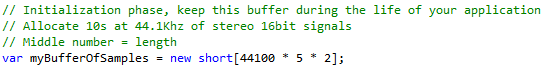 // Initialization phase, keep this buffer during the life of your application
// Allocate 10s at 44.1Khz of stereo 16bit signals
// Middle number = length
var myBufferOfSamples = new short[44100 * 5 * 2];